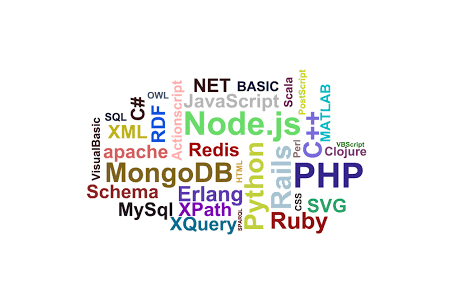 NET
BASIC
Scala
PostScript
OWL
C#
JavaScript
MATLAB
SQL
RDF
Actionscript
Node.js
C++
XML
VisualBasic
apache
Redis
Perl
VBScript
Clojure
MongoDB
HTML
Python
Rails
PHP
Schema
Erlang
CSS
SVG
MySql
XPath
SPARQL
Ruby
XQuery